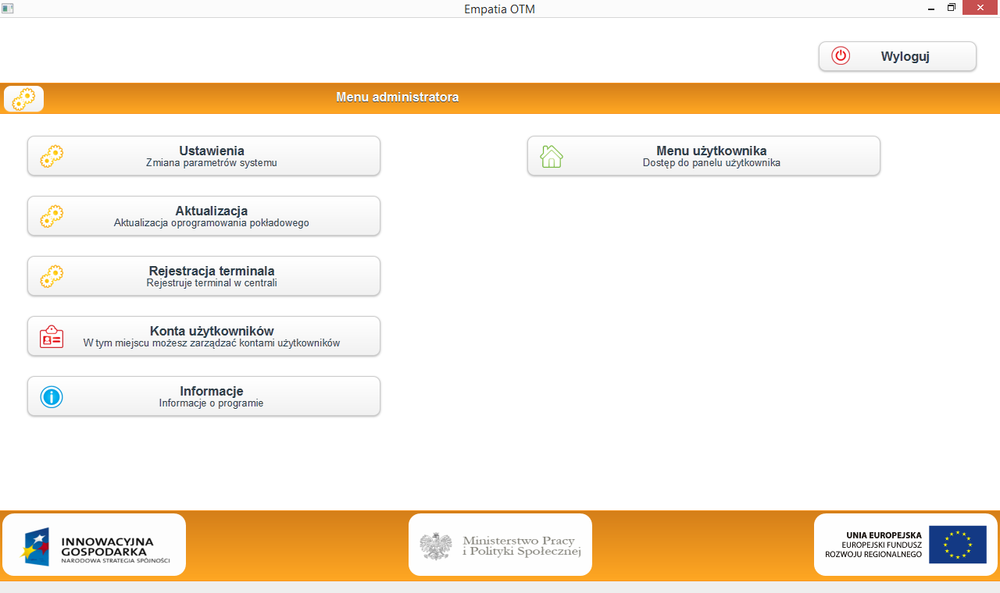 Empatia OTM
Wyloguj
Menu administratora
Ustawienia
Zmiana parametrów systemu
Menu użytkownika
Dostęp do panelu użytkownika
Aktualizacja
Aktualizacja oprogramowania pokładowego
Rejestracja terminala
Rejestruje terminal w centrali
Konta użytkowników
W tym miejscu możesz zarządzać kontami użytkowników
Informacje
Informacje o programie
INNOWACYJNA
GOSPODARKA
NARODOWA STRATEGIA SPÓJNOŚCI
Ministerstwo Pracy
i Polityki Społecznej
UNIA EUROPEJSKA
EUROPEJSKI FUNDUSZ
ROZWOJU REGIONALNEGO